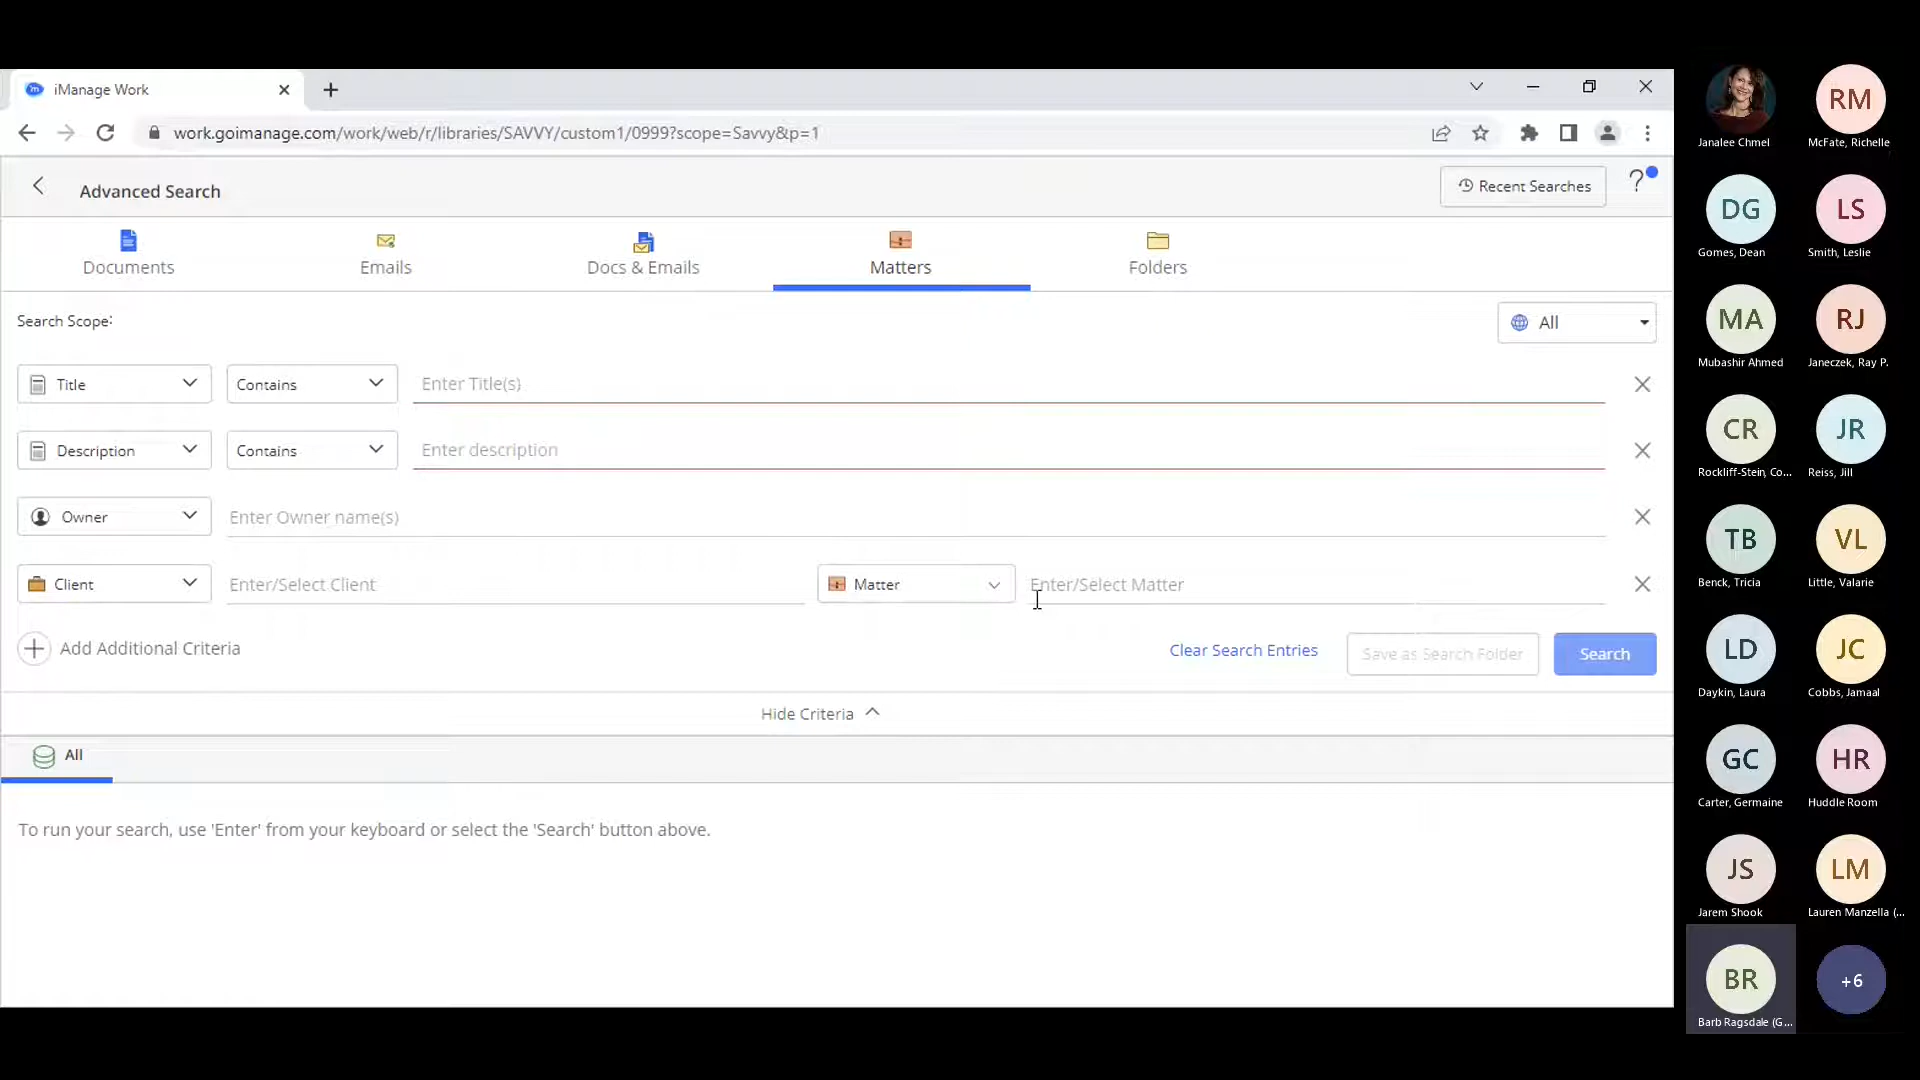 iManage Work
work.goimanage.com/work/web/r/libraries/SAVVY/custom1/0999?scope=Savvy&p=1
Advanced Search
Recent Searches
?
Documents
Emails
Docs & Emails
Matters
Folders
Search Scope:
All
Title
Contains
Enter Title(s)
Description
Contains
Enter description
Owner
Enter Owner name(s)
Client
Enter/Select Client
Matter
Enter/Select Matter
Add Additional Criteria
Clear Search Entries
Save as Search Folder
Search
Hide Criteria
All
To run your search, use 'Enter' from your keyboard or select the 'Search' button above.
Janalee Chmel
RM
McFate, Richelle
DG
Gomes, Dean
LS
Smith, Leslie
MA
Mubashir Ahmed
RJ
Janeczek, Ray P.
CR
Rockliff-Stein, Co...
JR
Reiss, Jill
TB
Benck, Tricia
VL
Little, Valarie
LD
Daykin, Laura
JC
Cobbs, Jamaal
GC
Carter, Germaine
HR
Huddle Room
JS
Jarem Shook
LM
Lauren Manzella (...
BR
Barb Ragsdale (G...
+6